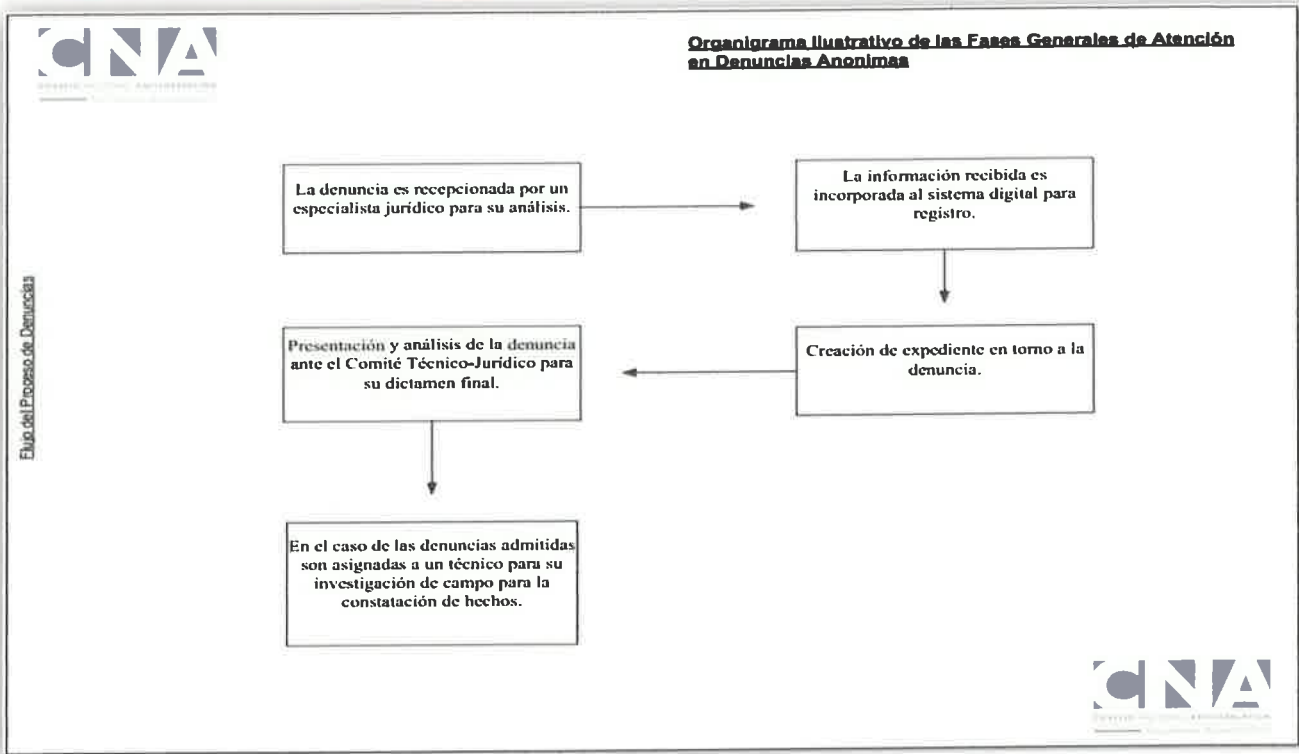 CNA
Organigrama Ilustrativo de las Fases Generales de Atención
en Denuncias Anonimas
Flujo del Proceso de Denuncias
La denuncia es recepcionada por un
especialista jurídico para su análisis.
La información recibida es
incorporada al sistema digital para
registro.
Creación de expediente en torno a la
denuncia.
Presentación y análisis de la denuncia
ante el Comité Técnico-Jurídico para
su dictamen final.
En el caso de las denuncias admitidas
son asignadas a un técnico para su
investigación de campo para la
constatación de hechos.
CNA